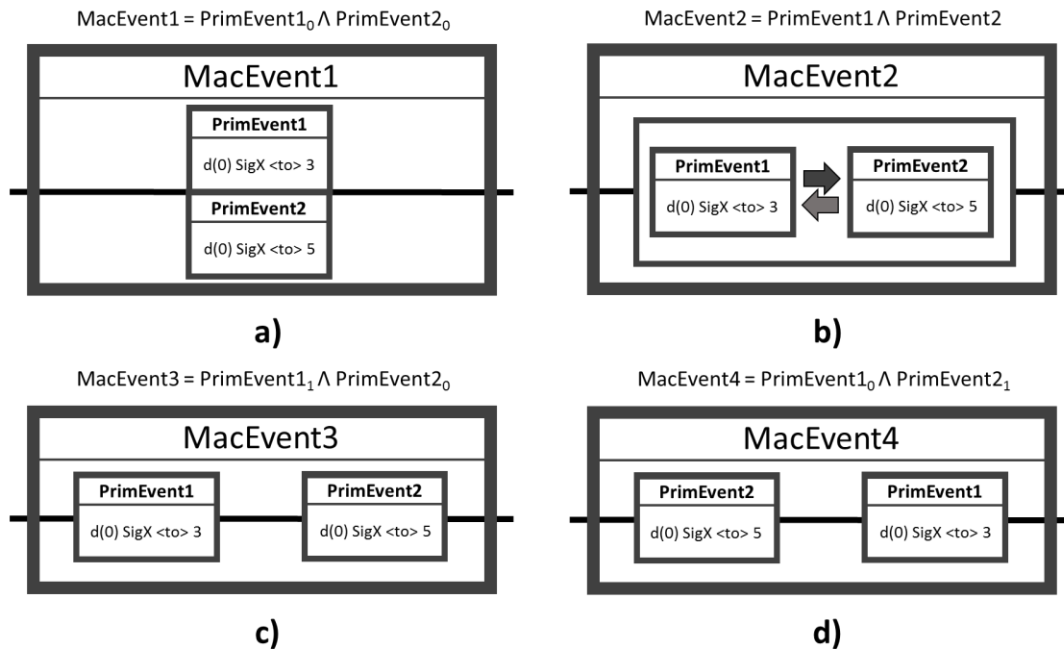 MacEvent1 = PrimEvent1₀ Λ PrimEvent2₀
MacEvent1
PrimEvent1
d(0) SigX <to> 3
PrimEvent2
d(0) SigX <to> 5
a)
MacEvent2 = PrimEvent1 Λ PrimEvent2
MacEvent2
PrimEvent1
d(0) SigX <to> 3
PrimEvent2
d(0) SigX <to> 5
b)
MacEvent3 = PrimEvent1₁ Λ PrimEvent2₀
MacEvent3
PrimEvent1
d(0) SigX <to> 3
PrimEvent2
d(0) SigX <to> 5
c)
MacEvent4 = PrimEvent1₀ Λ PrimEvent2₁
MacEvent4
PrimEvent2
d(0) SigX <to> 5
PrimEvent1
d(0) SigX <to> 3
d)